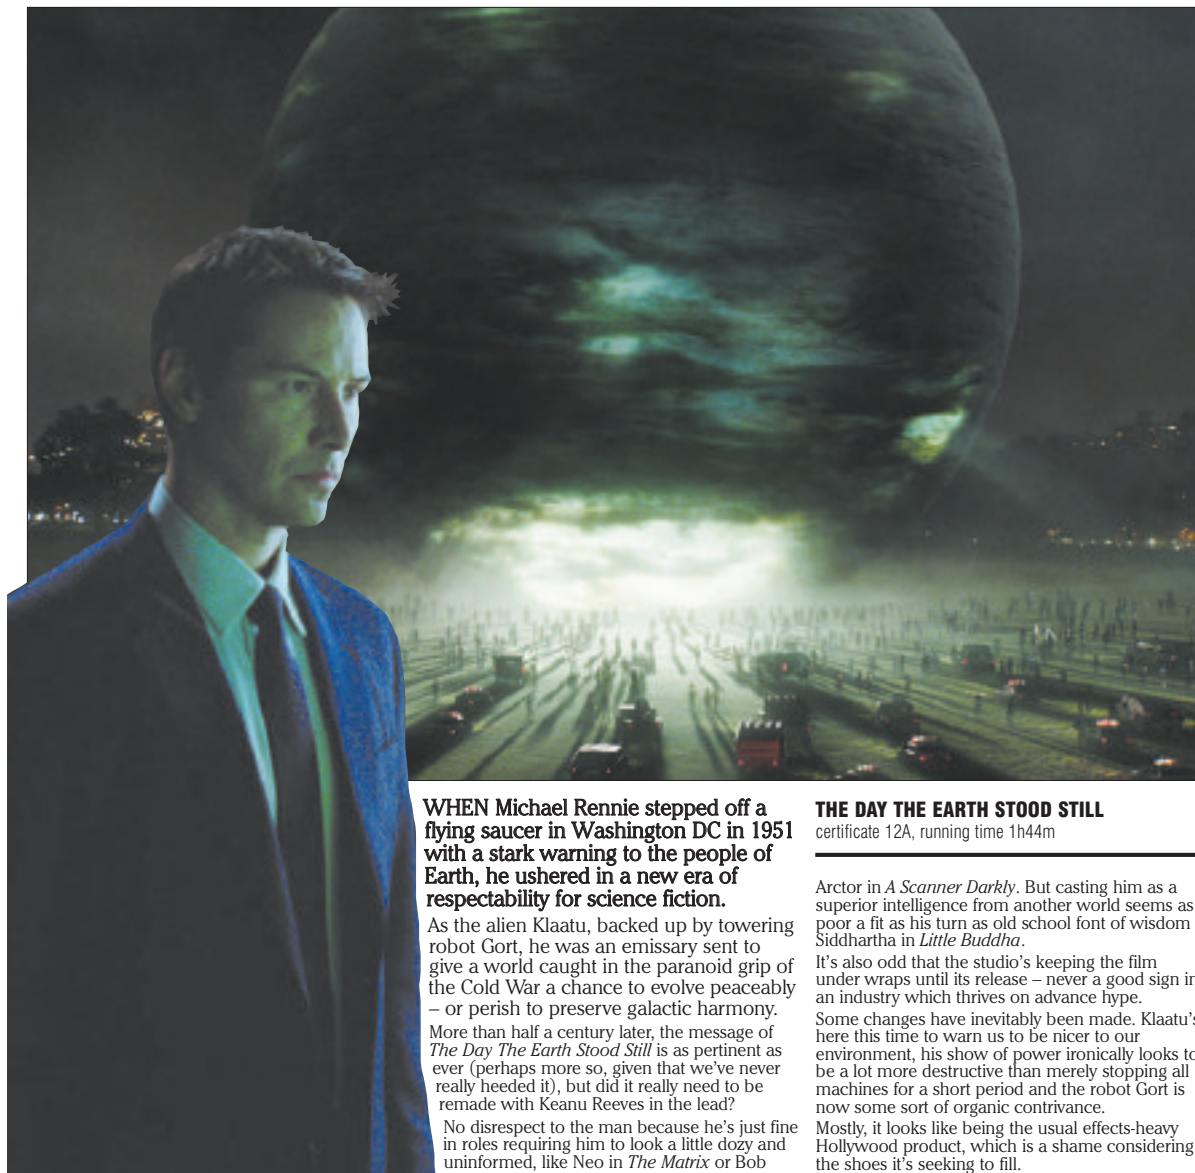 WHEN Michael Rennie stepped off a
flying saucer in Washington DC in 1951
with a stark warning to the people of
Earth, he ushered in a new era of
respectability for science fiction.
As the alien Klaatu, backed up by towering
robot Gort, he was an emissary sent to
give a world caught in the paranoid grip of
the Cold War a chance to evolve peaceably
– or perish to preserve galactic harmony.
More than half a century later, the message of
The Day The Earth Stood Still is as pertinent as
ever (perhaps more so, given that we've never
really heeded it), but did it really need to be
remade with Keanu Reeves in the lead?
No disrespect to the man because he's just fine
in roles requiring him to look a little dozy and
uninformed, like Neo in The Matrix or Bob
THE DAY THE EARTH STOOD STILL
certificate 12A, running time 1h44m
Arctor in A Scanner Darkly. But casting him as a
superior intelligence from another world seems as
poor a fit as his turn as old school font of wisdom
Siddhartha in Little Buddha.
It's also odd that the studio's keeping the film
under wraps until its release – never a good sign in
an industry which thrives on advance hype.
Some changes have inevitably been made. Klaatu's
here this time to warn us to be nicer to our
environment, his show of power ironically looks to
be a lot more destructive than merely stopping all
machines for a short period and the robot Gort is
now some sort of organic contrivance.
Mostly, it looks like being the usual effects-heavy
Hollywood product, which is a shame considering
the shoes it's seeking to fill.